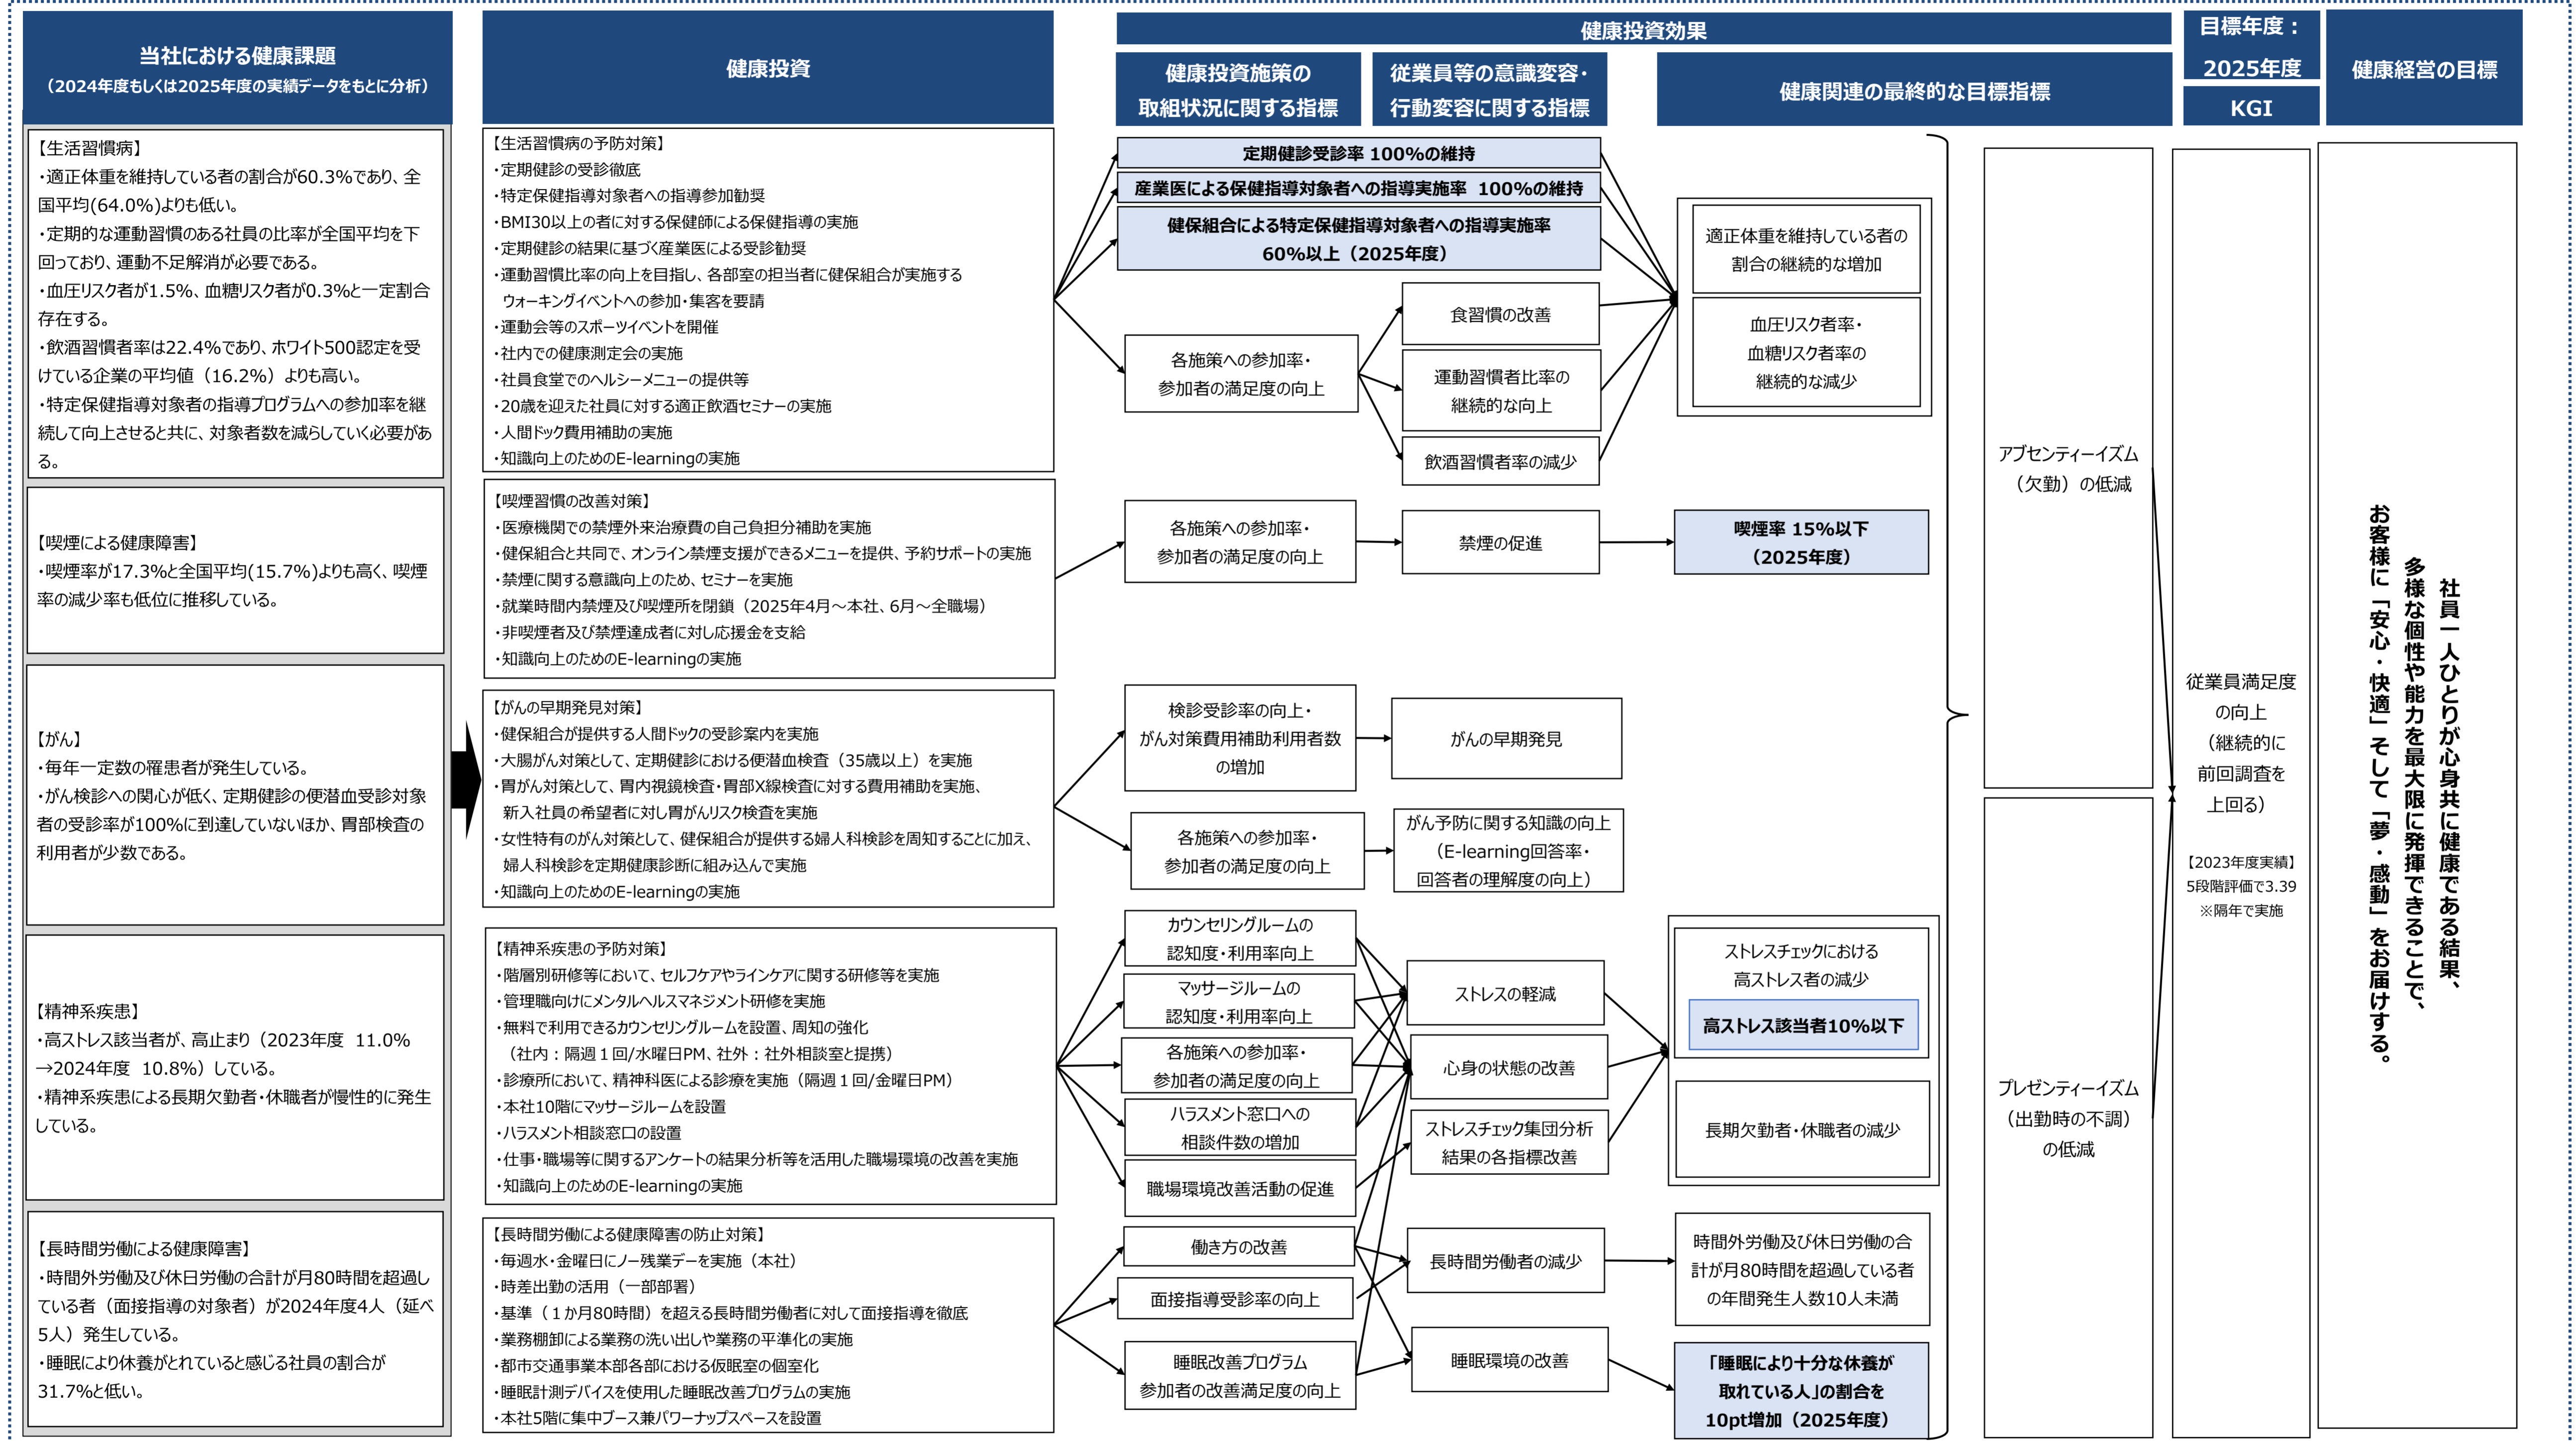 当社における健康課題
（2024年度もしくは2025年度の実績データをもとに分析）
【生活習慣病】
・適正体重を維持している者の割合が60.3%であり、全
国平均(64.0%)よりも低い。
・定期的な運動習慣のある社員の比率が全国平均を下
回っており、運動不足解消が必要である。
・血圧リスク者が1.5%、血糖リスク者が0.3%と一定割合
存在する。
・飲酒習慣者率は22.4%であり、ホワイト500認定を受
けている企業の平均値（16.2%）よりも高い。
・特定保健指導対象者の指導プログラムへの参加率を継
続して向上させると共に、対象者数を減らしていく必要があ
る。
【喫煙による健康障害】
・喫煙率が17.3%と全国平均(15.7%)よりも高く、喫煙
率の減少率も低位に推移している。
【がん】
・毎年一定数の罹患者が発生している。
・がん検診への関心が低く、定期健診の便潜血受診対象
者の受診率が100%に到達していないほか、胃部検査の
利用者が少数である。
【精神系疾患】
・高ストレス該当者が、高止まり（2023年度 11.0%
→2024年度 10.8%）している。
・精神系疾患による長期欠勤者・休職者が慢性的に発生
している。
【長時間労働による健康障害】
・時間外労働及び休日労働の合計が月80時間を超過し
ている者（面接指導の対象者）が2024年度4人（延べ
5人）発生している。
・睡眠により休養がとれていると感じる社員の割合が
31.7%と低い。
健康投資
【生活習慣病の予防対策】
・定期健診の受診徹底
・特定保健指導対象者への指導参加勧奨
・BMI30以上の者に対する保健師による保健指導の実施
・定期健診の結果に基づく産業医による受診勧奨
・運動習慣比率の向上を目指し、各部室の担当者に健保組合が実施する
ウォーキングイベントへの参加・集客を要請
・運動会等のスポーツイベントを開催
・社内での健康測定会の実施
・社員食堂でのヘルシーメニューの提供等
・20歳を迎えた社員に対する適正飲酒セミナーの実施
・人間ドック費用補助の実施
・知識向上のためのE-learningの実施
【喫煙習慣の改善対策】
・医療機関での禁煙外来治療費の自己負担分補助を実施
・健保組合と共同で、オンライン禁煙支援ができるメニューを提供、予約サポートの実施
・禁煙に関する意識向上のため、セミナーを実施
・就業時間内禁煙及び喫煙所を閉鎖（2025年4月～本社、6月～全職場）
・非喫煙者及び禁煙達成者に対し応援金を支給
・知識向上のためのE-learningの実施
【がんの早期発見対策】
・健保組合が提供する人間ドックの受診案内を実施
・大腸がん対策として、定期健診における便潜血検査（35歳以上）を実施
・胃がん対策として、胃内視鏡検査・胃部X線検査に対する費用補助を実施、
新入社員の希望者に対し胃がんリスク検査を実施
・女性特有のがん対策として、健保組合が提供する婦人科検診を周知することに加え、
婦人科検診を定期健康診断に組み込んで実施
・知識向上のためのE-learningの実施
【精神系疾患の予防対策】
・階層別研修等において、セルフケアやラインケアに関する研修等を実施
・管理職向けにメンタルヘルスマネジメント研修を実施
・無料で利用できるカウンセリングルームを設置、周知の強化
（社内：隔週１回/水曜日PM、社外：社外相談室と提携）
・診療所において、精神科医による診療を実施（隔週１回/金曜日PM）
・本社10階にマッサージルームを設置
・ハラスメント相談窓口の設置
・仕事・職場等に関するアンケートの結果分析等を活用した職場環境の改善を実施
・知識向上のためのE-learningの実施
【長時間労働による健康障害の防止対策】
・毎週水・金曜日にノー残業デーを実施（本社）
・時差出勤の活用（一部部署）
・基準（１か月80時間）を超える長時間労働者に対して面接指導を徹底
・業務棚卸による業務の洗い出しや業務の平準化の実施
・都市交通事業本部各部における仮眠室の個室化
・睡眠計測デバイスを使用した睡眠改善プログラムの実施
・本社5階に集中ブース兼パワーナップスペースを設置
健康投資効果
健康投資施策の
取組状況に関する指標
従業員等の意識変容・
行動変容に関する指標
健康関連の最終的な目標指標
定期健診受診率 100%の維持
産業医による保健指導対象者への指導実施率 100%の維持
健保組合による特定保健指導対象者への指導実施率
60%以上（2025年度）
各施策への参加率・
参加者の満足度の向上
食習慣の改善
運動習慣者比率の
継続的な向上
飲酒習慣者率の減少
適正体重を維持している者の
割合の継続的な増加
血圧リスク者率・
血糖リスク者率の
継続的な減少
各施策への参加率・
参加者の満足度の向上
禁煙の促進
喫煙率 15%以下
（2025年度）
検診受診率の向上・
がん対策費用補助利用者数
の増加
がんの早期発見
各施策への参加率・
参加者の満足度の向上
がん予防に関する知識の向上
（E-learning回答率・
回答者の理解度の向上）
カウンセリングルームの
認知度・利用率向上
マッサージルームの
認知度・利用率向上
各施策への参加率・
参加者の満足度の向上
ハラスメント窓口への
相談件数の増加
職場環境改善活動の促進
ストレスの軽減
心身の状態の改善
ストレスチェック集団分析
結果の各指標改善
ストレスチェックにおける
高ストレス者の減少
高ストレス該当者10%以下
長期欠勤者・休職者の減少
働き方の改善
面接指導受診率の向上
睡眠改善プログラム
参加者の改善満足度の向上
長時間労働者の減少
睡眠環境の改善
時間外労働及び休日労働の合
計が月80時間を超過している者
の年間発生人数10人未満
「睡眠により十分な休養が
取れている人」の割合を
10pt増加（2025年度）
アブセンティーイズム
（欠勤）の低減
プレゼンティーイズム
（出勤時の不調）
の低減
目標年度：
2025年度
KGI
従業員満足度
の向上
（継続的に
前回調査を
上回る）
【2023年度実績】
5段階評価で3.39
※隔年で実施
健康経営の目標
社員一人ひとりが心身共に健康である結果、
多様な個性や能力を最大限に発揮できることで、
お客様に「安心・快適」そして「夢・感動」をお届けする。